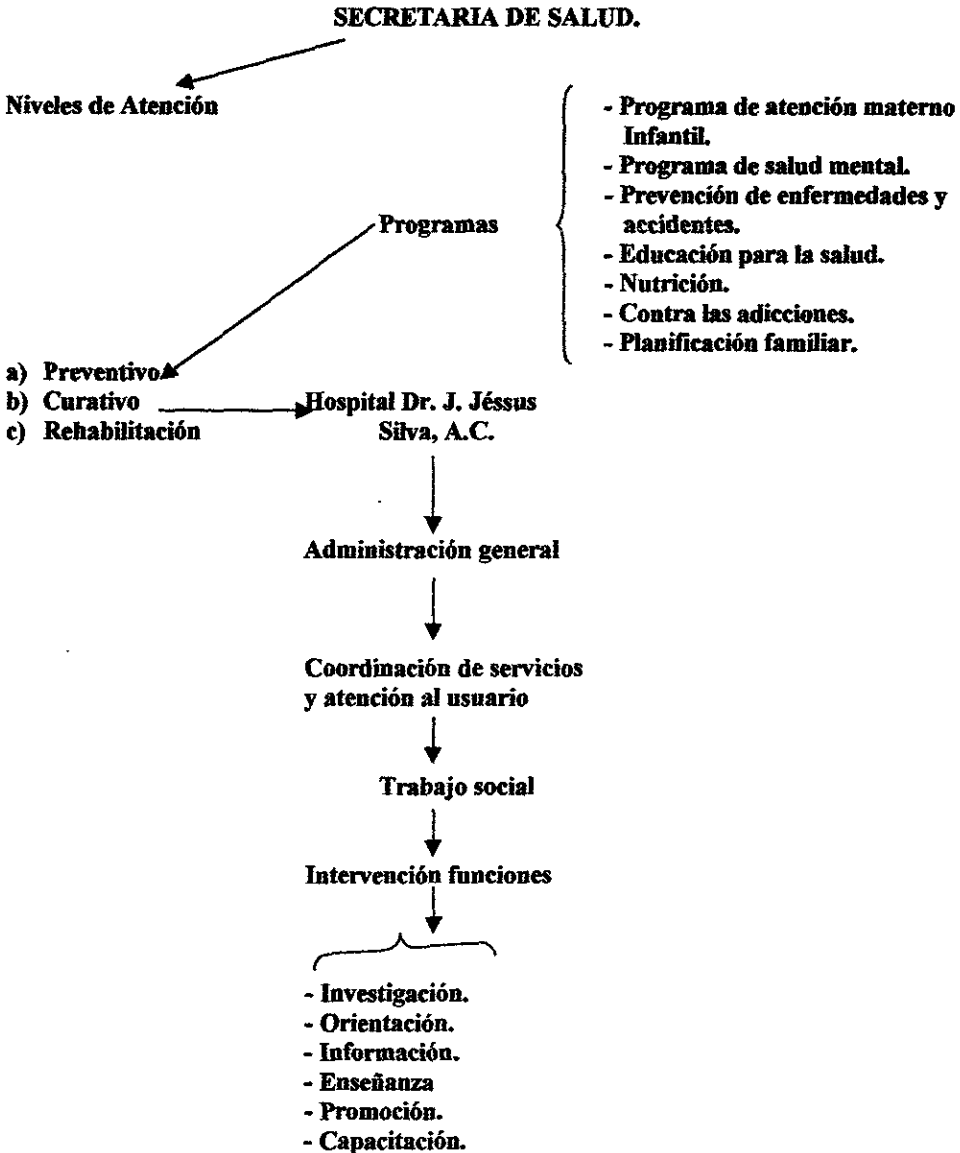 SECRETARIA DE SALUD.
Niveles de Atención
- Programa de atención materno
Infantil.
- Programa de salud mental.
- Prevención de enfermedades y
accidentes.
- Educación para la salud.
- Nutrición.
- Contra las adicciones.
- Planificación familiar.
Programas
a) Preventivo
b) Curativo
c) Rehabilitación
Hospital Dr. J. Jéssus
Silva, A.C.
Administración general
Coordinación de servicios
y atención al usuario
Trabajo social
Intervención funciones
- Investigación.
- Orientación.
- Información.
- Enseñanza
- Promoción.
- Capacitación.